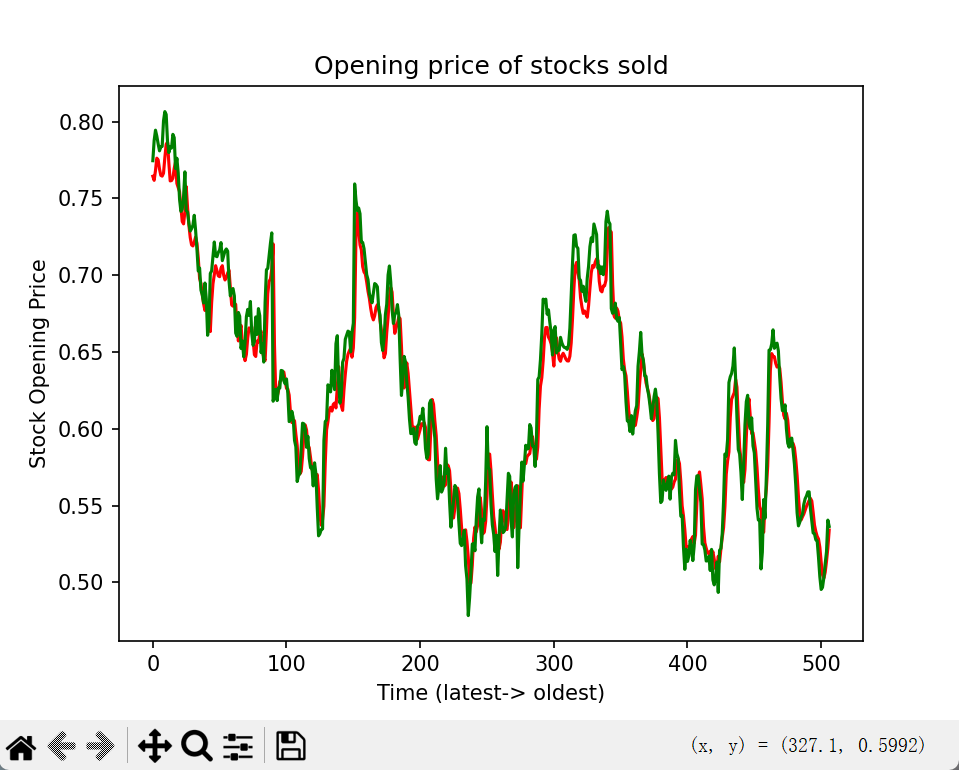 Opening price of stocks sold
0.80
0.75
0.70
0.65
0.60
0.55
0.50
Stock Opening Price
0 100 200 300 400 500
Time (latest-> oldest)
(x, y) = (327.1, 0.5992)